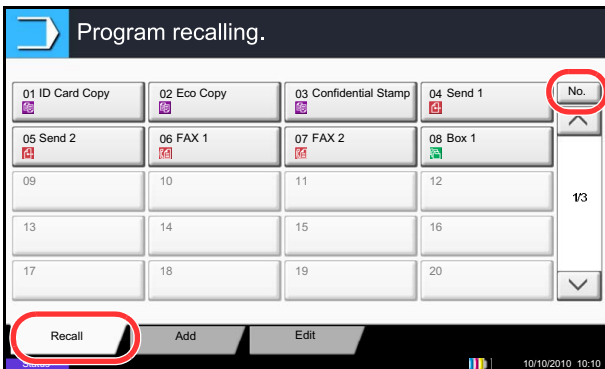 Program recalling.
01 ID Card Copy 02 Eco Copy 03 Confidential Stamp 04 Send 1 No.
05 Send 2 06 FAX 1 07 FAX 2 08 Box 1
09 10 11 12
1/3
13 14 15 16
17 18 19 20
Recall Add Edit
Status 10/10/2010 10:10